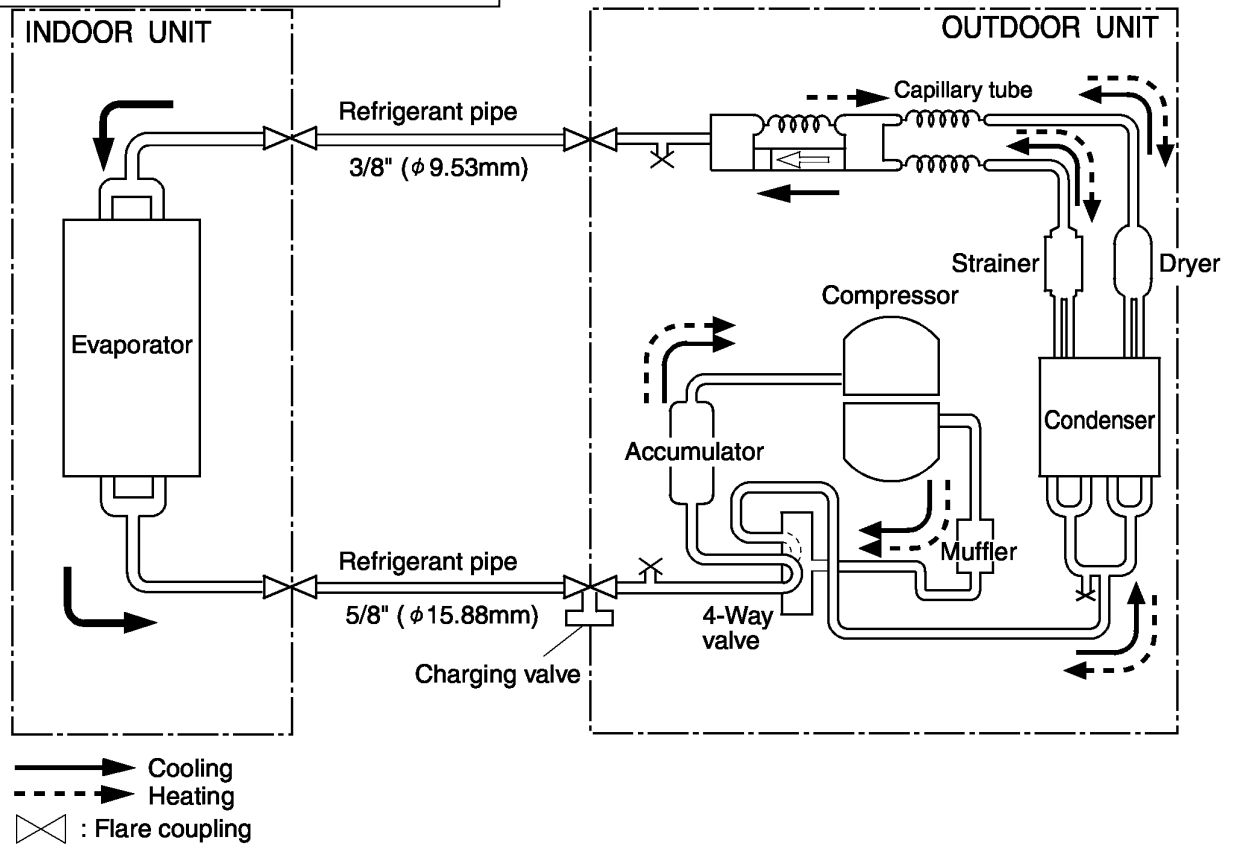 INDOOR UNIT
OUTDOOR UNIT
Refrigerant pipe
3/8" (ϕ9.53mm)
Capillary tube
Strainer
Dryer
Compressor
Evaporator
Condenser
Accumulator
Muffler
Refrigerant pipe
5/8" (ϕ15.88mm)
4-Way
valve
Charging valve
Cooling
Heating
: Flare coupling